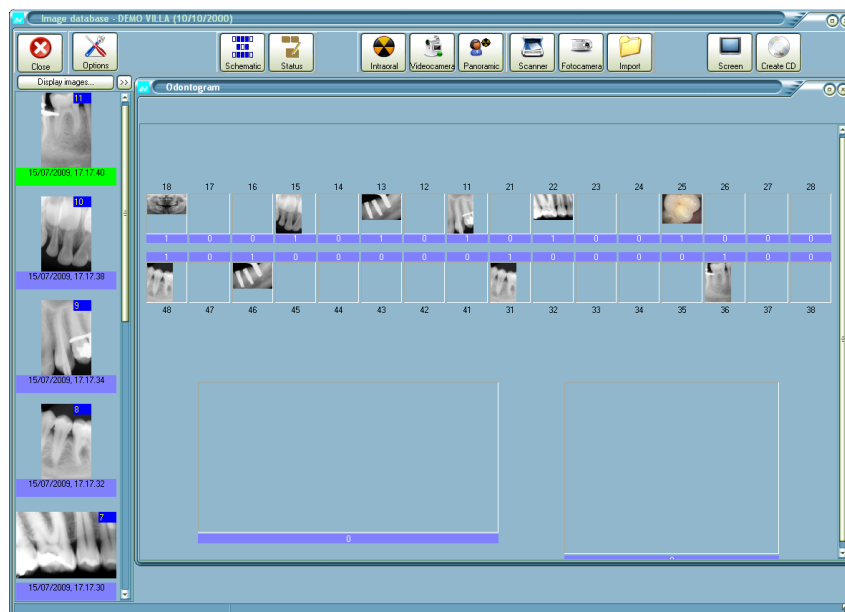 Image database - DEMO VILLA (10/10/2000)
Close
Options
Schematic
Status
Intraoral
Videocamera
Panoramic
Scanner
Fotocamera
Import
Screen
Create CD
Display images...
>>
Odontogram
11
15/07/2009, 17.17.40
10
15/07/2009, 17.17.38
9
15/07/2009, 17.17.34
8
15/07/2009, 17.17.32
7
15/07/2009, 17.17.30
18 17 16 15 14 13 12 11 21 22 23 24 25 26 27 28
1 0 0 1 0 1 0 1 0 1 0 0 1 0 0 0
1 0 1 0 0 0 0 0 1 0 0 0 0 1 0 0
48 47 46 45 44 43 42 41 31 32 33 34 35 36 37 38
0
0